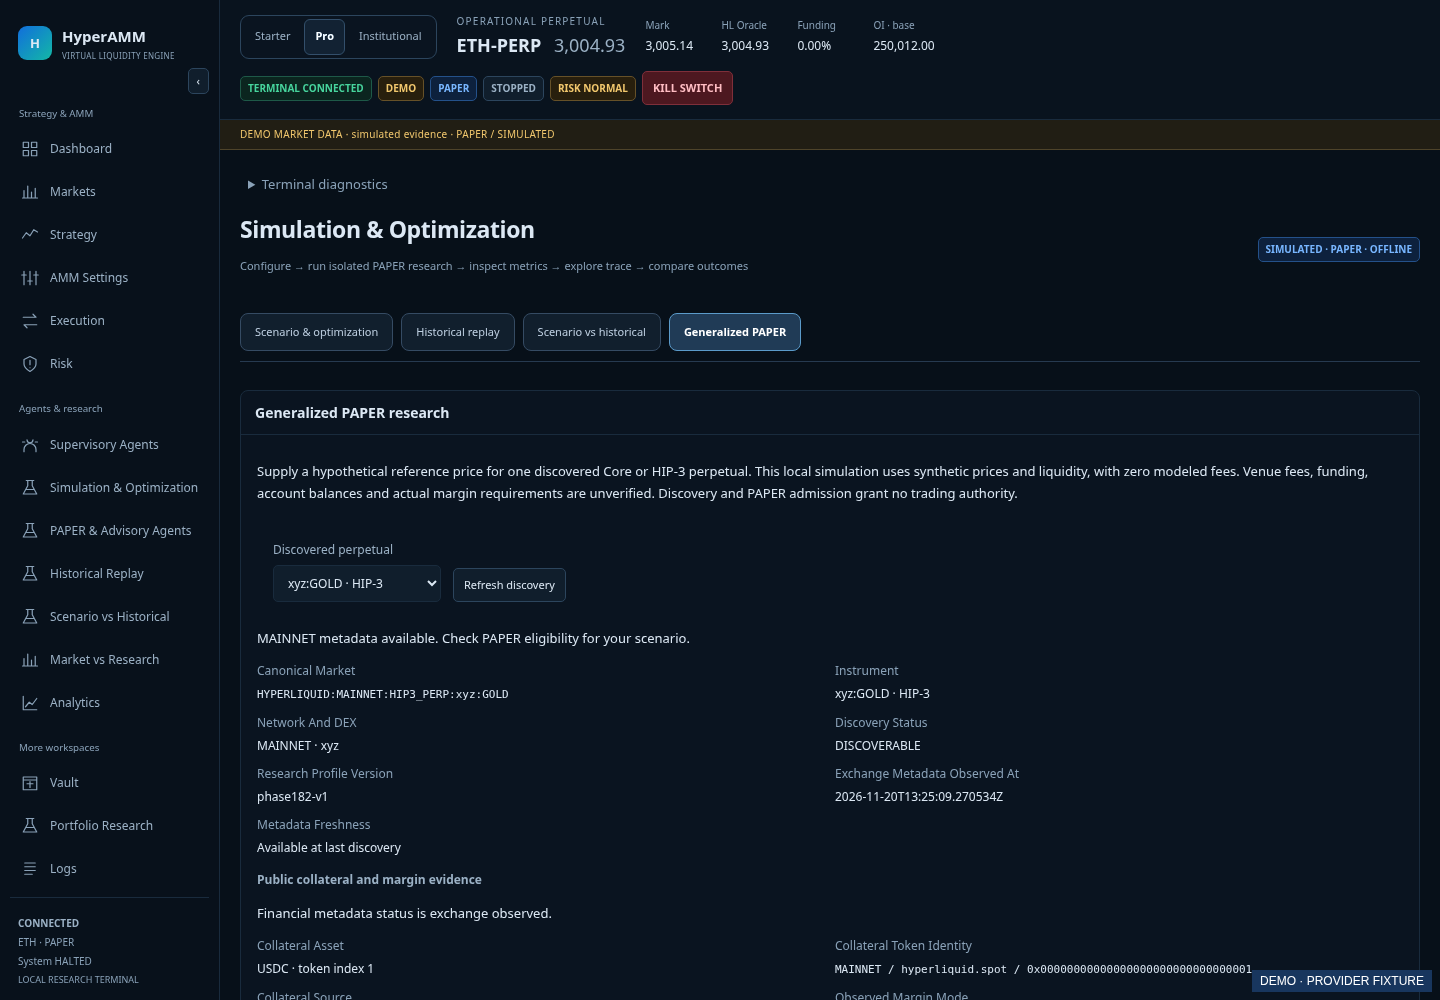 H
HyperAMM
VIRTUAL LIQUIDITY ENGINE
‹
Strategy & AMM
Dashboard
Markets
Strategy
AMM Settings
Execution
Risk
Agents & research
Supervisory Agents
Simulation & Optimization
PAPER & Advisory Agents
Historical Replay
Scenario vs Historical
Market vs Research
Analytics
More workspaces
Vault
Portfolio Research
Logs
CONNECTED
ETH · PAPER
System HALTED
LOCAL RESEARCH TERMINAL
Starter Pro Institutional
OPERATIONAL PERPETUAL
ETH-PERP 3,004.93
Mark
3,005.14
HL Oracle
3,004.93
Funding
0.00%
OI · base
250,012.00
TERMINAL CONNECTED DEMO PAPER STOPPED RISK NORMAL KILL SWITCH
DEMO MARKET DATA · simulated evidence · PAPER / SIMULATED
▶ Terminal diagnostics
Simulation & Optimization
Configure → run isolated PAPER research → inspect metrics → explore trace → compare outcomes
SIMULATED · PAPER · OFFLINE
Scenario & optimization Historical replay Scenario vs historical Generalized PAPER
Generalized PAPER research
Supply a hypothetical reference price for one discovered Core or HIP-3 perpetual. This local simulation uses synthetic prices and liquidity, with zero modeled fees. Venue fees, funding,
account balances and actual margin requirements are unverified. Discovery and PAPER admission grant no trading authority.
Discovered perpetual
xyz:GOLD · HIP-3 Refresh discovery
MAINNET metadata available. Check PAPER eligibility for your scenario.
Canonical Market
HYPERLIQUID:MAINNET:HIP3_PERP:xyz:GOLD
Instrument
xyz:GOLD · HIP-3
Network And DEX
MAINNET · xyz
Discovery Status
DISCOVERABLE
Research Profile Version
phase182-v1
Exchange Metadata Observed At
2026-11-20T13:25:09.270534Z
Metadata Freshness
Available at last discovery
Public collateral and margin evidence
Financial metadata status is exchange observed.
Collateral Asset
USDC · token index 1
Collateral Token Identity
MAINNET / hyperliquid.spot / 0x00000000000000000000000000000001
Collateral Source
Observed Margin Mode
DEMO · PROVIDER FIXTURE